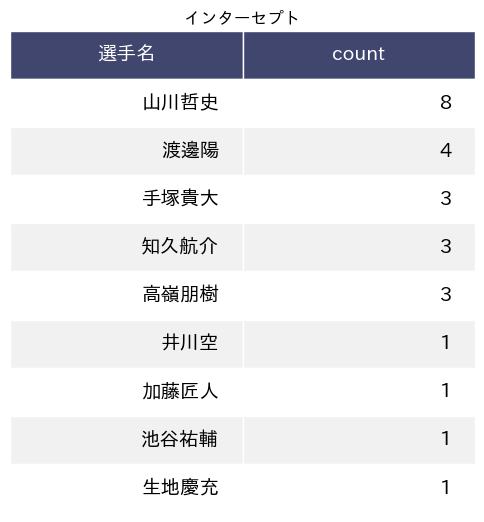 インターセプト
選手名 count
山川哲史 8
渡邊陽 4
手塚貴大 3
知久航介 3
高嶺朋樹 3
井川空 1
加藤匠人 1
池谷祐輔 1
生地慶充 1